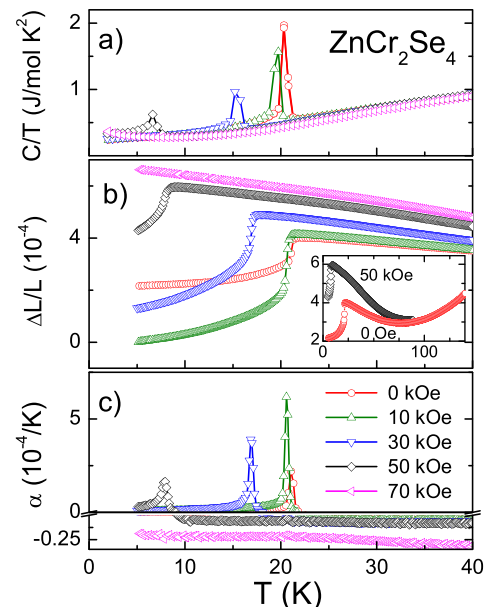 a)
ZnCr2Se4
C/T (J/mol K²)
2
1
b)
ΔL/L (10⁻⁴)
4
0
6
4
2
50 kOe
0 Oe
0
100
c)
α (10⁻⁴/K)
5
0
-0.25
0 kOe
10 kOe
30 kOe
50 kOe
70 kOe
0 10 20 30 40
T (K)